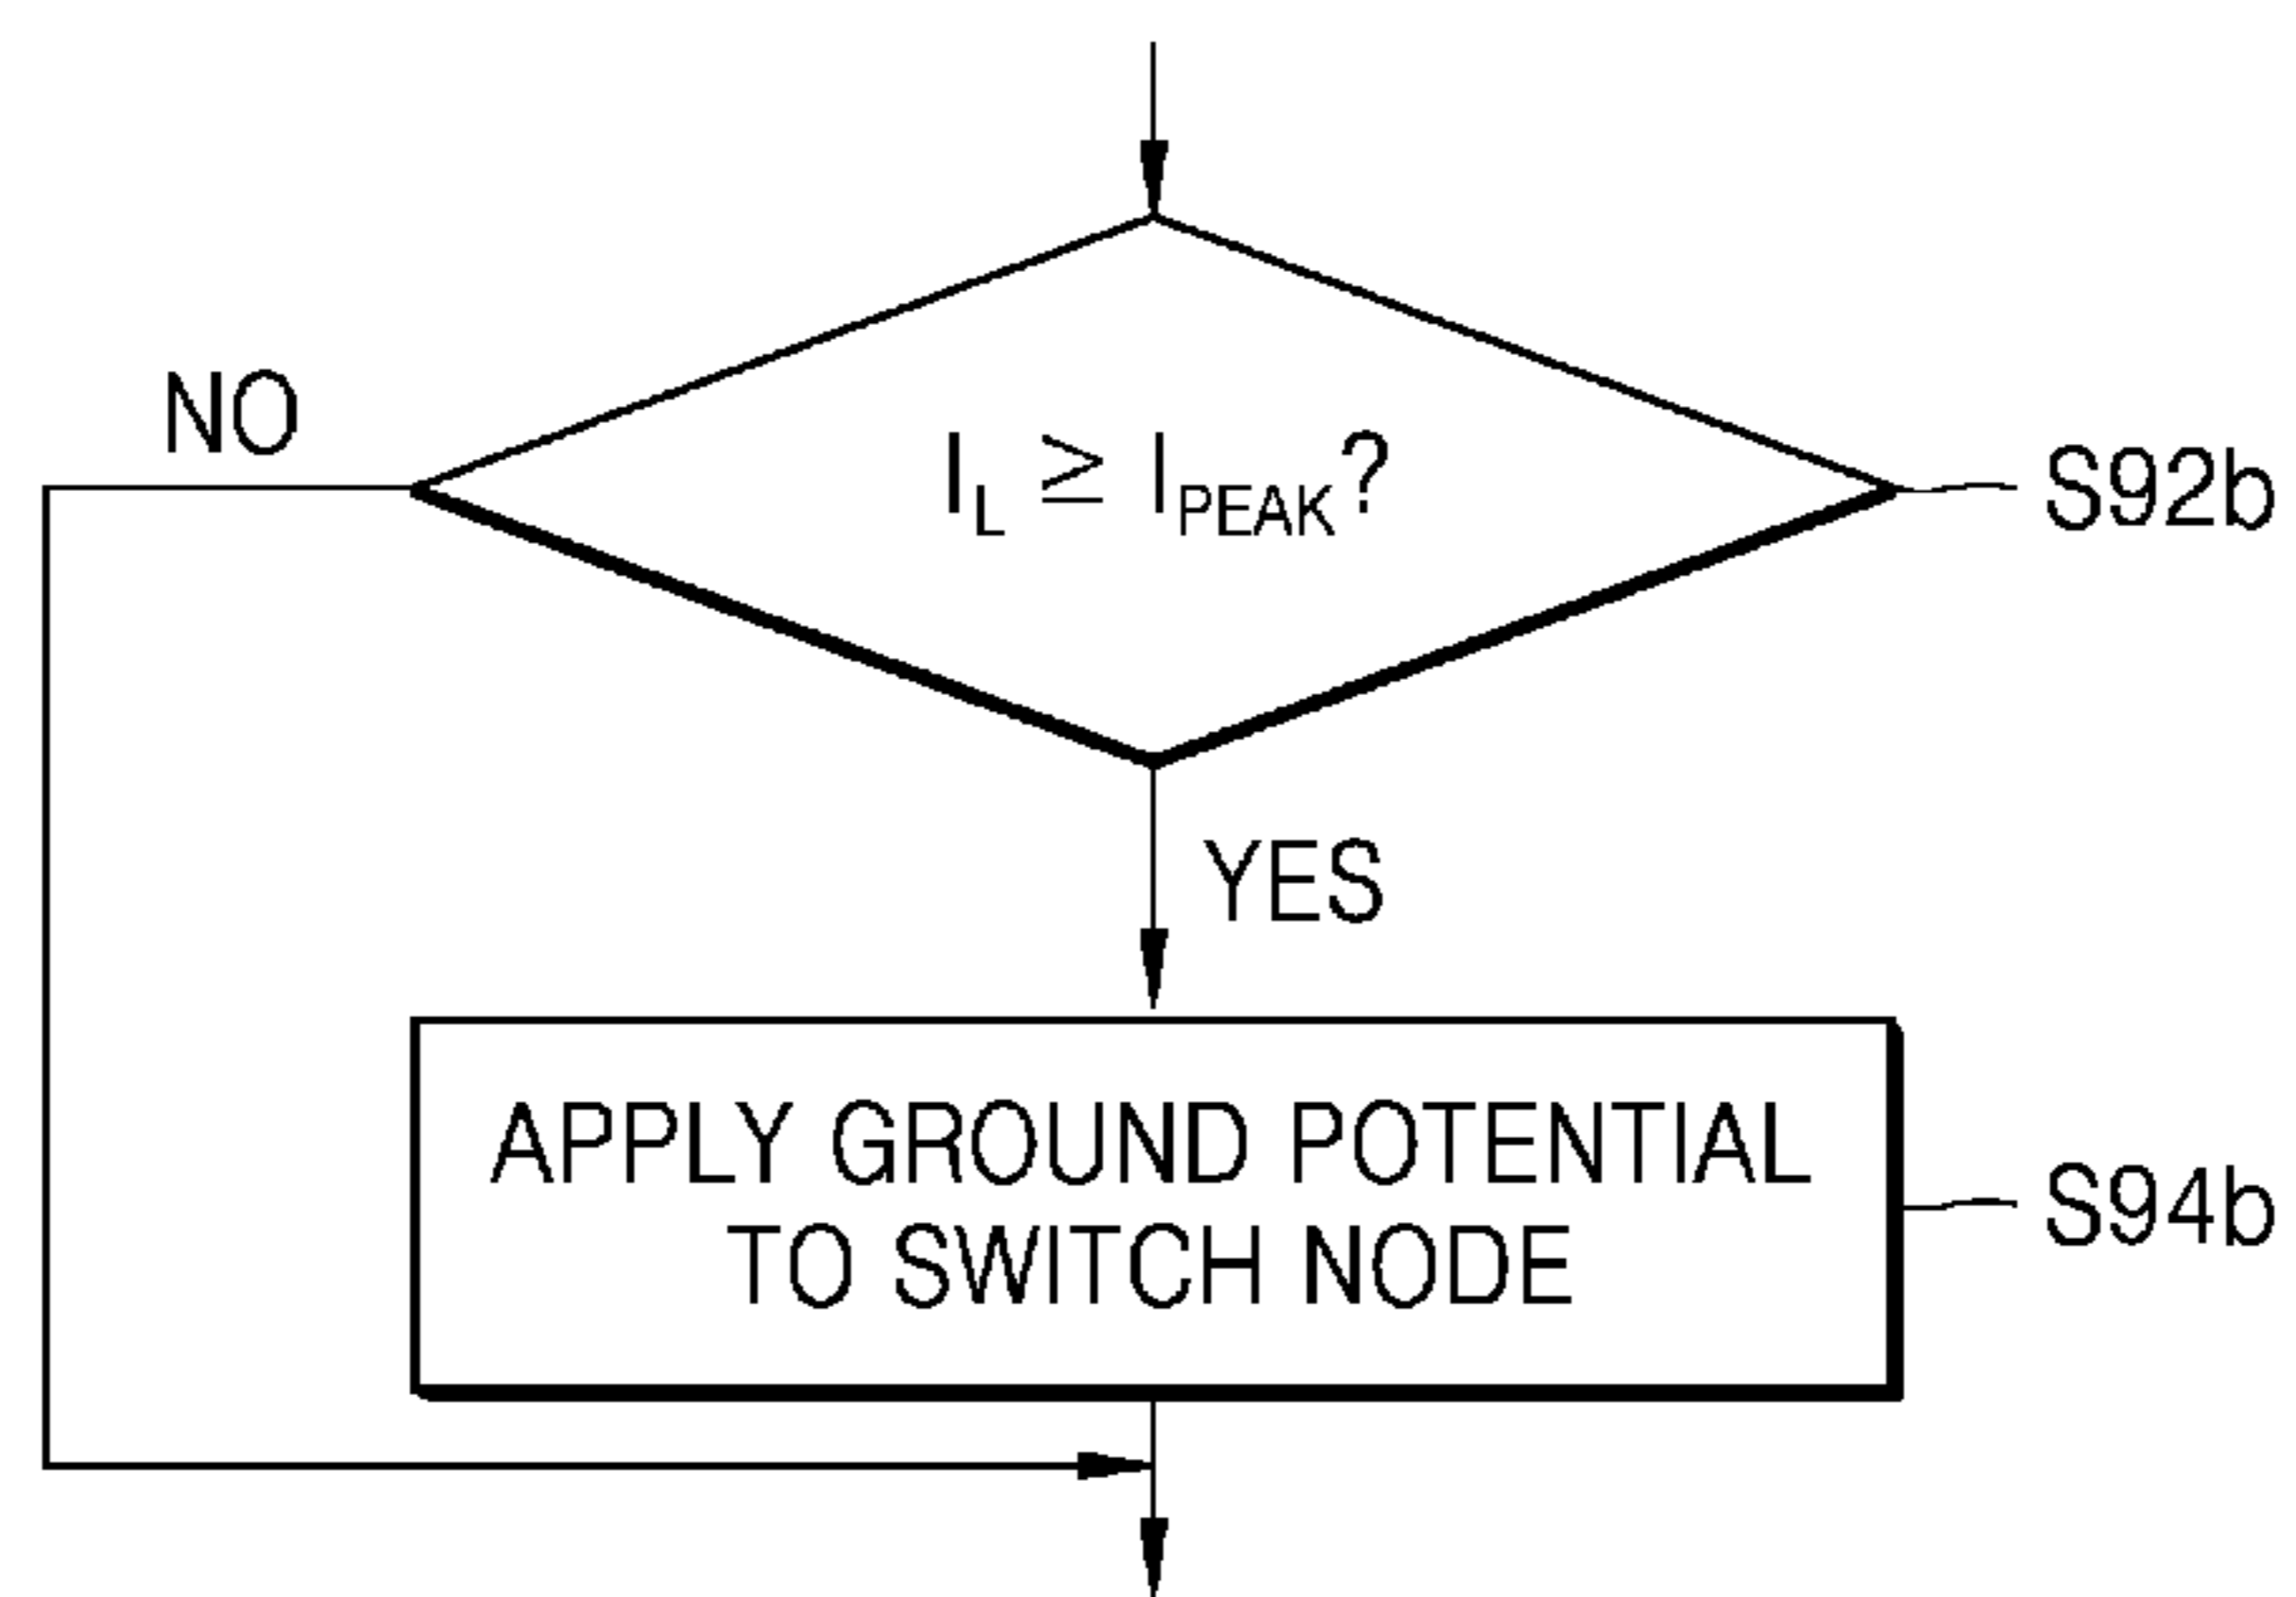 NO
I_L ≥ I_PEAK?
S92b
YES
APPLY GROUND POTENTIAL
TO SWITCH NODE
S94b